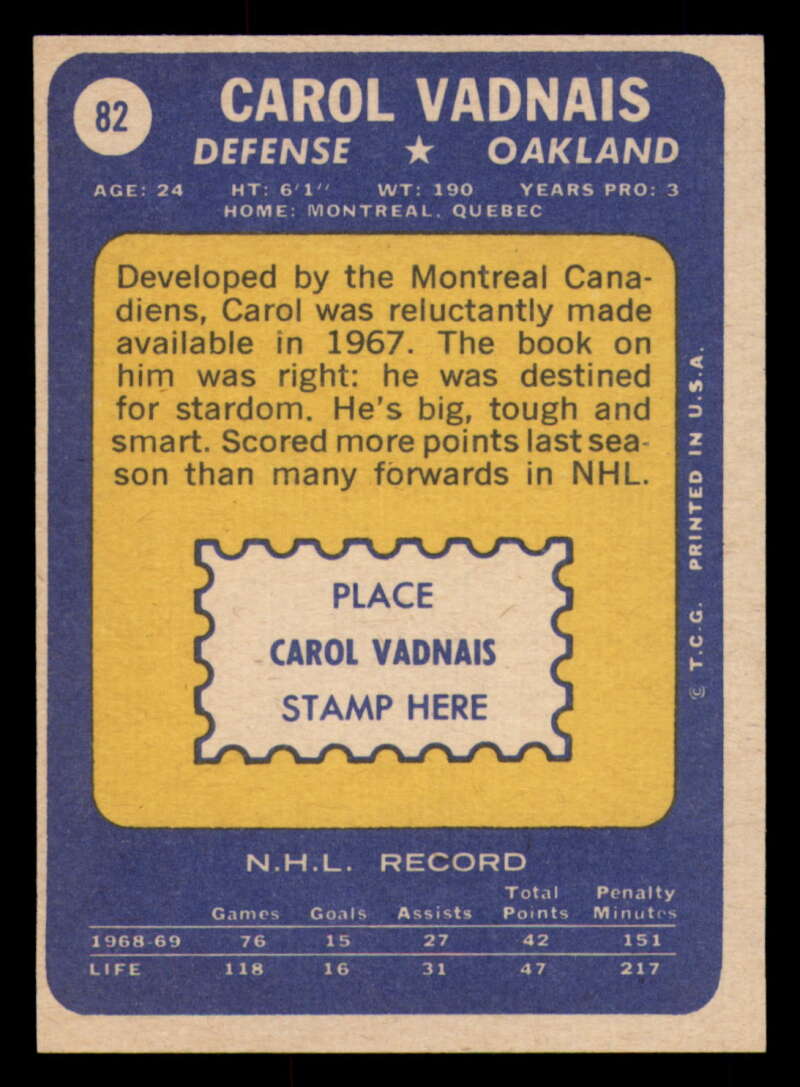 82
CAROL VADNAIS
DEFENSE ★ OAKLAND
AGE: 24 HT: 6'1" WT: 190 YEARS PRO: 3
HOME: MONTREAL, QUEBEC
Developed by the Montreal Cana-
diens, Carol was reluctantly made
available in 1967. The book on
him was right: he was destined
for stardom. He's big, tough and
smart. Scored more points last sea-
son than many forwards in NHL.
PLACE
CAROL VADNAIS
STAMP HERE
© T.C.G. PRINTED IN U.S.A.
N.H.L. RECORD
Games Goals Assists Total Points Penalty Minutes
1968-69 76 15 27 42 151
LIFE 118 16 31 47 217